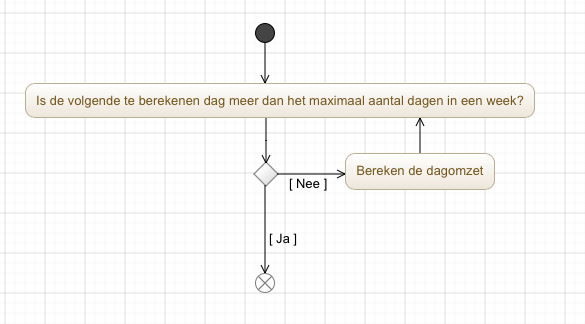 Is de volgende te berekenen dag meer dan het maximaal aantal dagen in een week?
Bereken de dagomzet
[ Nee ]
[ Ja ]